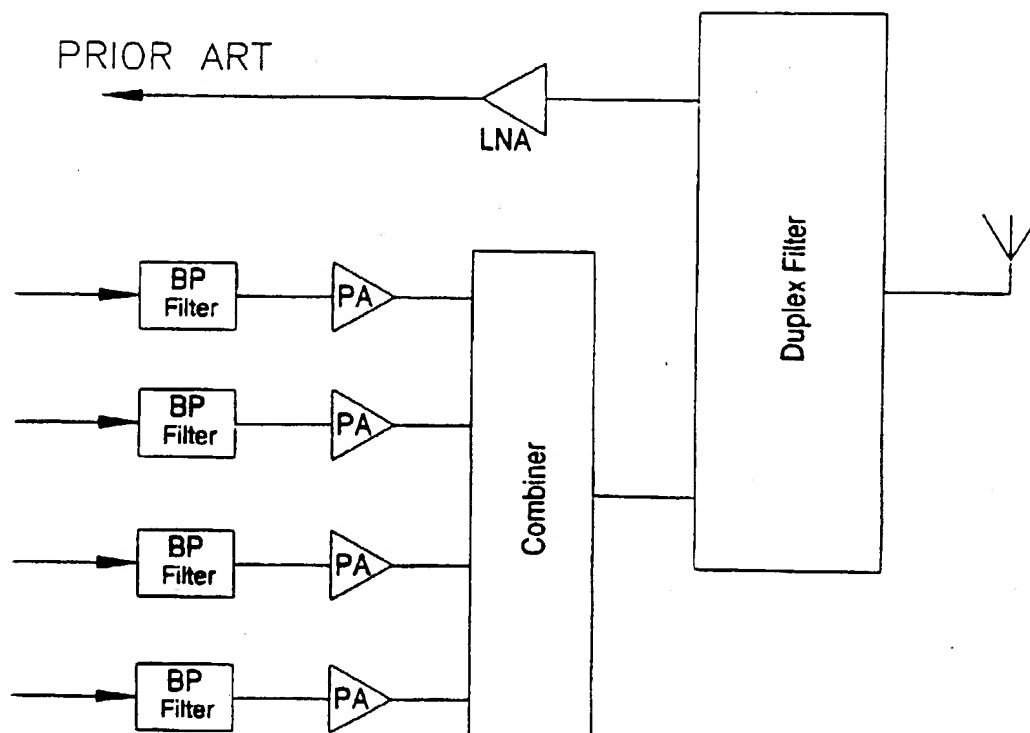 PRIOR ART
LNA
Duplex Filter
BP
Filter
PA
BP
Filter
PA
Combiner
BP
Filter
PA
BP
Filter
PA